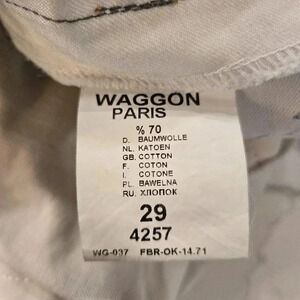 WAGGON
PARIS
% 70
D. BAUMWOLLE
NL. KATOEN
GB. COTTON
F. COTON
I. COTONE
PL. BAWELNA
RU. ХЛОПОК
29
4257
WG-037 FBR-OK-14.71